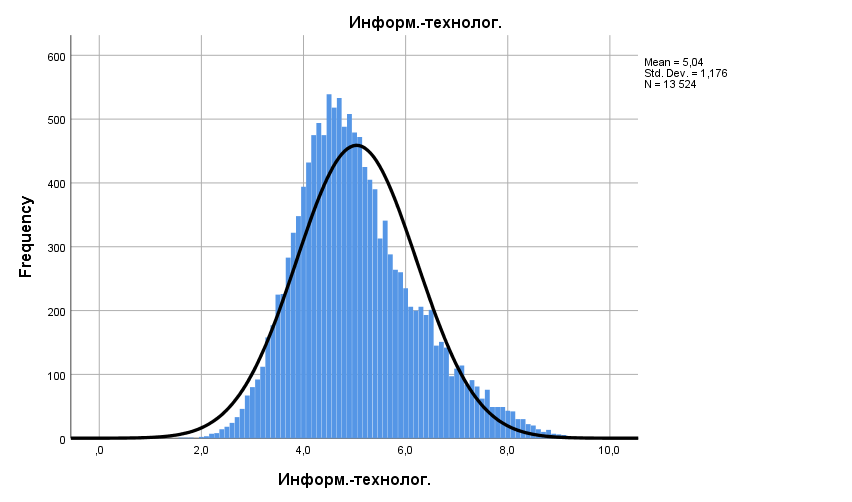 Информ.-технолог.
Mean = 5,04
Std. Dev. = 1,176
N = 13 524
600
500
400
300
200
100
0
Frequency
,0
2,0
4,0
6,0
8,0
10,0
Информ.-технолог.